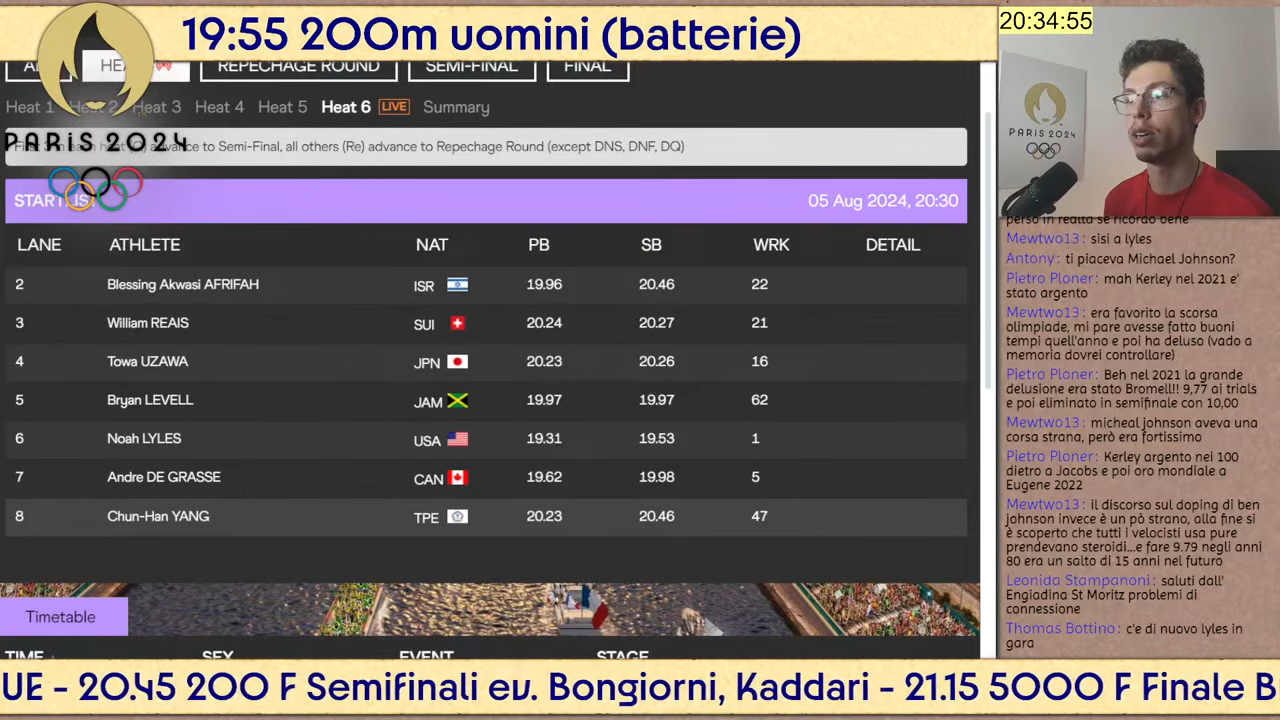 19:55 200m uomini (batterie)
20:34:55
REPECHAGE ROUND
SEMI-FINAL
FINAL
Heat 1 Heat 2 Heat 3 Heat 4 Heat 5 Heat 6 LIVE Summary
advance to Semi-Final, all others (Re) advance to Repechage Round (except DNS, DNF, DQ)
PARIS 2024
PARIS 2024
START LIST 05 Aug 2024, 20:30
LANE ATHLETE NAT PB SB WRK DETAIL
2 Blessing Akwasi AFRIFAH ISR 19.96 20.46 22
3 William REAIS SUI 20.24 20.27 21
4 Towa UZAWA JPN 20.23 20.26 16
5 Bryan LEVELL JAM 19.97 19.97 62
6 Noah LYLES USA 19.31 19.53 1
7 Andre DE GRASSE CAN 19.62 19.98 5
8 Chun-Han YANG TPE 20.23 20.46 47
Timetable
TIME SEX EVENT STAGE
perso in realtà se ricordo bene
Mewtwo13: sisi a lyles
Antony: ti piaceva Michael Johnson?
Pietro Ploner: mah Kerley nel 2021 e'
stato argento
Mewtwo13: era favorito la scorsa
olimpiade, mi pare avesse fatto buoni
tempi quell'anno e poi ha deluso (vado a
memoria dovrei controllare)
Pietro Ploner: Beh nel 2021 la grande
delusione era stato Bromell!! 9,77 ai trials
e poi eliminato in semifinale con 10,00
Mewtwo13: micheal johnson aveva una
corsa strana, però era fortissimo
Pietro Ploner: Kerley argento nei 100
dietro a Jacobs e poi oro mondiale a
Eugene 2022
Mewtwo13: il discorso sul doping di ben
johnson invece è un pò strano, alla fine si
è scoperto che tutti i velocisti usa pure
prendevano steroidi...e fare 9.79 negli anni
80 era un salto di 15 anni nel futuro
Leonida Stampanoni: saluti dall'
Engiadina St Moritz problemi di
connessione
Thomas Bottino: c'e di nuovo lyles in
gara
UE - 20.45 200 F Semifinali ev. Bongiorni, Kaddari - 21.15 5000 F Finale